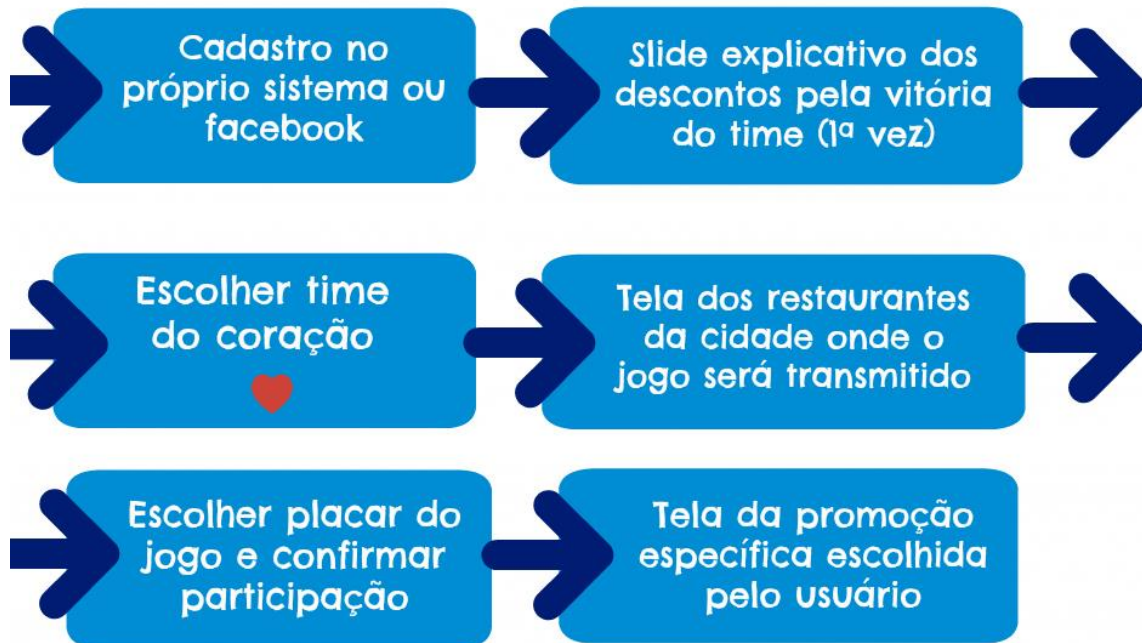 Cadastro no
próprio sistema ou
facebook
Slide explicativo dos
descontos pela vitória
do time (1ª vez)
Escolher time
do coração
Tela dos restaurantes
da cidade onde o
jogo será transmitido
Escolher placar do
jogo e confirmar
participação
Tela da promoção
específica escolhida
pelo usuário